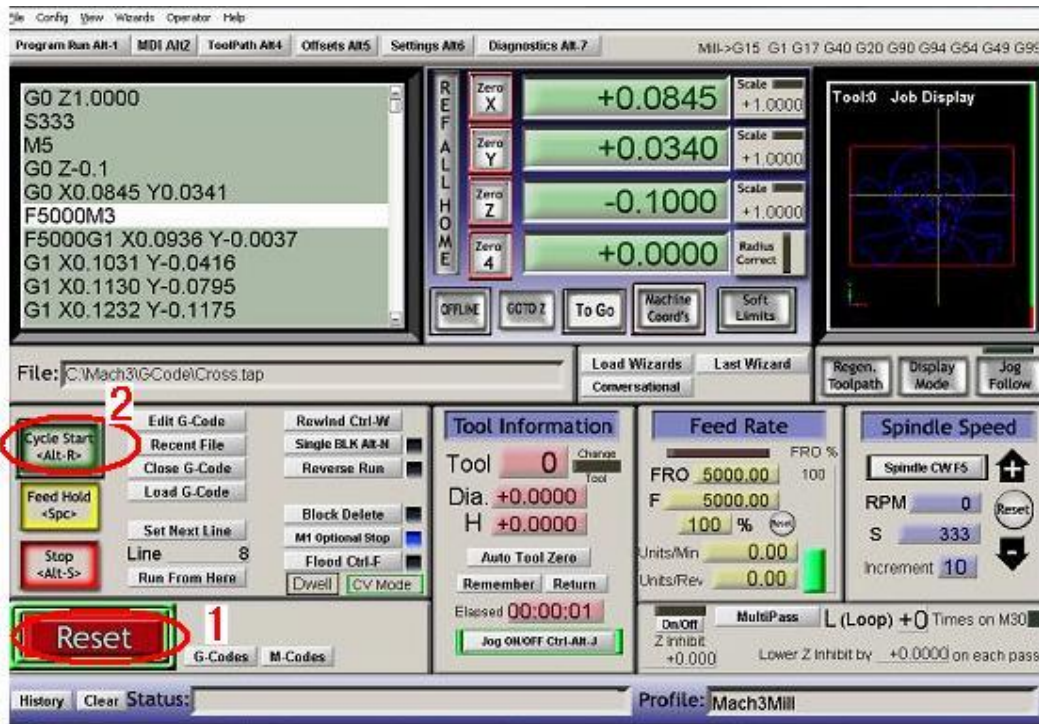 File Config View Wizards Operator Help
Program Run Alt-1 MDI Alt2 ToolPath Alt4 Offsets Alt5 Settings Alt6 Diagnostics Alt-7
Mill->G15 G1 G17 G40 G20 G90 G94 G54 G49 G99
G0 Z1.0000
S333
M5
G0 Z-0.1
G0 X0.0845 Y0.0341
F5000M3
F5000G1 X0.0936 Y-0.0037
G1 X0.1031 Y-0.0416
G1 X0.1130 Y-0.0795
G1 X0.1232 Y-0.1175
REF ALL HOME
Zero X +0.0845 Scale +1.0000
Zero Y +0.0340 Scale +1.0000
Zero Z -0.1000 Scale +1.0000
Zero 4 +0.0000 Radius Correct
OFFLINE GOTO Z To Go Machine Coord's Soft Limits
Tool:0 Job Display
File: C:\Mach3\GCode\Cross.tap
Load Wizards Last Wizard
Conversational
Regen. Toolpath Display Mode Jog Follow
2
Cycle Start <Alt-R>
Feed Hold <Spc>
Stop <Alt-S>
Edit G-Code
Recent File
Close G-Code
Load G-Code
Set Next Line
Line 8
Run From Here
Rewind Ctrl-W
Single BLK Alt-N
Reverse Run
Block Delete
M1 Optional Stop
Flood Ctrl-F
Dwell CV Mode
1
Reset
G-Codes M-Codes
Tool Information
Tool 0 Change Tool
Dia. +0.0000
H +0.0000
Auto Tool Zero
Remember Return
Elapsed 00:00:01
Jog ON/OFF Ctrl-Alt-J
Feed Rate
FRO %
FRO 5000.00 100
F 5000.00
100 % Reset
Units/Min 0.00
Units/Rev 0.00
Spindle Speed
Spindle CW F5
RPM 0 Reset
S 333
Increment 10
On/Off
Z Inhibit
+0.000
MultiPass L (Loop) +0 Times on M30
Lower Z Inhibit by +0.0000 on each pass
History Clear Status:
Profile: Mach3Mill